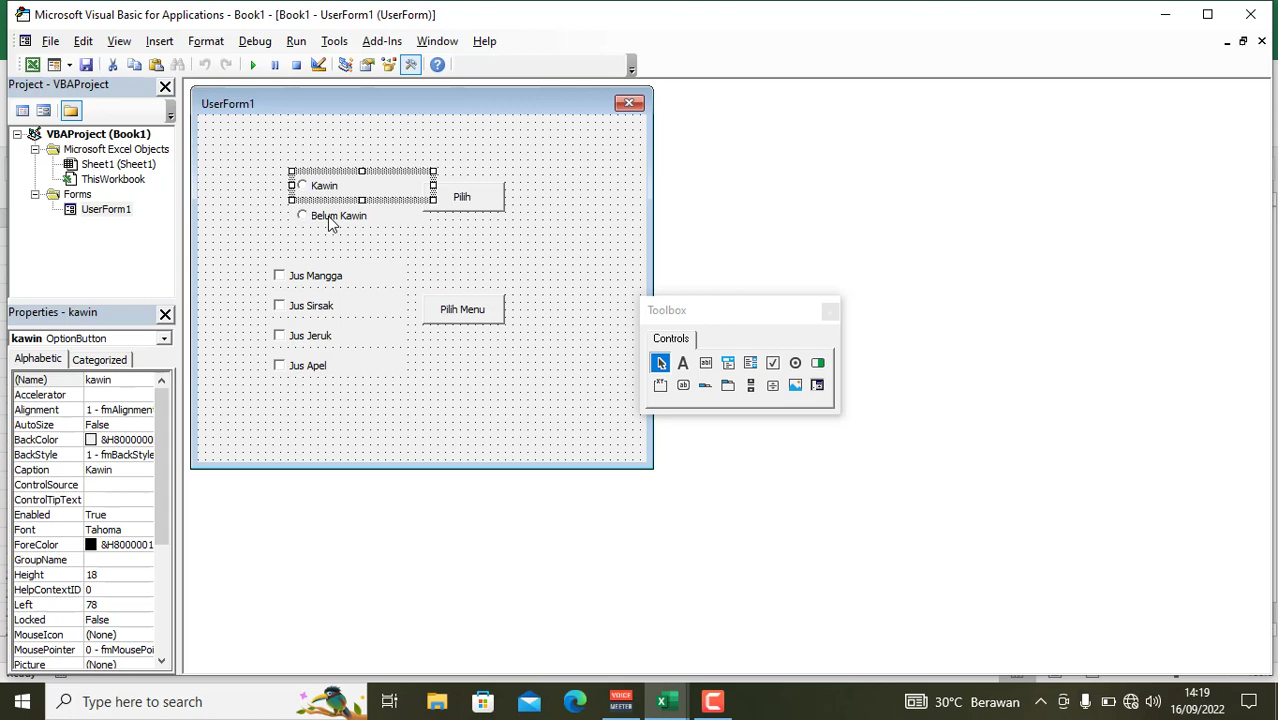 Microsoft Visual Basic for Applications - Book1 - [Book1 - UserForm1 (UserForm)]
File Edit View Insert Format Debug Run Tools Add-Ins Window Help
Project - VBAProject
VBAProject (Book1)
Microsoft Excel Objects
Sheet1 (Sheet1)
ThisWorkbook
Forms
UserForm1
UserForm1
Kawin
Pilih
Belum Kawin
Jus Mangga
Jus Sirsak
Pilih Menu
Jus Jeruk
Jus Apel
Toolbox
Controls
Properties - kawin
kawin OptionButton
Alphabetic Categorized
(Name) kawin
Accelerator
Alignment 1 - fmAlignment
AutoSize False
BackColor &H8000000
BackStyle 1 - fmBackStyle
Caption Kawin
ControlSource
ControlTipText
Enabled True
Font Tahoma
ForeColor &H8000001
GroupName
Height 18
HelpContextID 0
Left 78
Locked False
MouseIcon (None)
MousePointer 0 - fmMousePoi
Picture (None)
Type here to search
VOICE
MEETER
30°C Berawan
14:19
16/09/2022